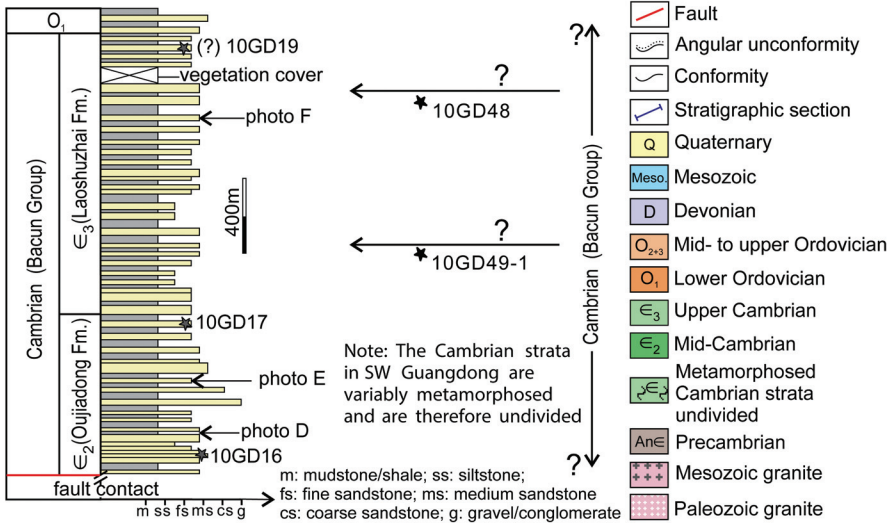 O1
Cambrian (Bacun Group)
∈3(Laoshuzhai Fm.)
∈2(Oujiadong Fm.)
(?) 10GD19
vegetation cover
photo F
400m
10GD17
photo E
photo D
10GD16
fault contact
m ss fs ms cs g
?
10GD48
?
10GD49-1
Note: The Cambrian strata
in SW Guangdong are
variably metamorphosed
and are therefore undivided
m: mudstone/shale; ss: siltstone;
fs: fine sandstone; ms: medium sandstone
cs: coarse sandstone; g: gravel/conglomerate
?
Cambrian (Bacun Group)
?
Fault
Angular unconformity
Conformity
Stratigraphic section
Q Quaternary
Meso. Mesozoic
D Devonian
O2+3 Mid- to upper Ordovician
O1 Lower Ordovician
∈3 Upper Cambrian
∈2 Mid-Cambrian
∈ Metamorphosed
Cambrian strata
undivided
An∈ Precambrian
Mesozoic granite
Paleozoic granite